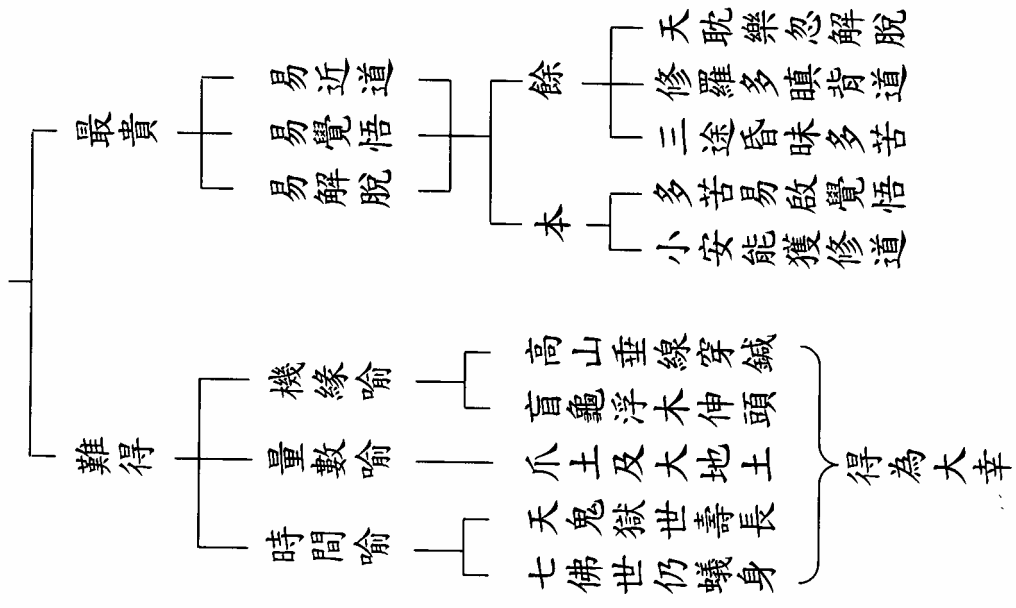 最貴
易近道
易覺悟
易解脫
餘
天耽樂忽解脫
修羅多瞋背道
三途昏昧多苦
本
多苦易啟覺悟
小安能獲修道
難得
機緣喻
高山垂線穿鍼
盲龜浮木伸頭
量數喻
爪土及大地土
時間喻
天鬼獄世壽長
七佛世仍蟻身
得為大幸